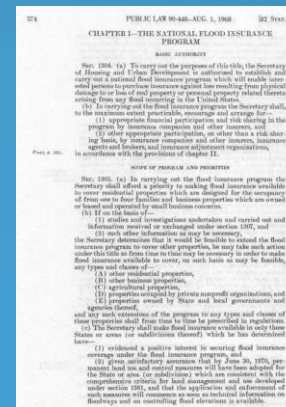 574
PUBLIC LAW 90-448-AUG. 1, 1968
[82 STAT.
CHAPTER I—THE NATIONAL FLOOD INSURANCE
PROGRAM
BASIC AUTHORITY
SEC. 1304. (a) To carry out the purposes of this title, the Secretary
of Housing and Urban Development is authorized to establish and
carry out a national flood insurance program which will enable inter-
ested persons to purchase insurance against loss resulting from physical
damage to or loss of real property or personal property related thereto
arising from any flood occurring in the United States.
(b) In carrying out the flood insurance program the Secretary shall,
to the maximum extent practicable, encourage and arrange for—
(1) appropriate financial participation and risk sharing in the
program by insurance companies and other insurers, and
(2) other appropriate participation, on other than a risk-shar-
ing basis, by insurance companies and other insurers, insurance
agents and brokers, and insurance adjustment organizations,
in accordance with the provisions of chapter II.
SCOPE OF PROGRAM AND PRIORITIES
SEC. 1305. (a) In carrying out the flood insurance program the
Secretary shall afford a priority to making flood insurance available
to cover residential properties which are designed for the occupancy
of from one to four families and business properties which are owned
or leased and operated by small business concerns.
(b) If on the basis of—
(1) studies and investigations undertaken and carried out and
information received or exchanged under section 1307, and
(2) such other information as may be necessary,
the Secretary determines that it would be feasible to extend the flood
insurance program to cover other properties, he may take such action
under this title as from time to time may be necessary in order to make
flood insurance available to cover, on such basis as may be feasible,
any types and classes of—
(A) other residential properties,
(B) other business properties,
(C) agricultural properties,
(D) properties occupied by private nonprofit organizations, and
(E) properties owned by State and local governments and
agencies thereof,
and any such extensions of the program to any types and classes of
these properties shall from time to time be prescribed in regulations.
(c) The Secretary shall make flood insurance available in only those
States or areas (or subdivisions thereof) which he has determined
have—
(1) evidenced a positive interest in securing flood insurance
coverage under the flood insurance program, and
(2) given satisfactory assurance that by June 30, 1970, per-
manent land use and control measures will have been adopted for
the State or area (or subdivision) which are consistent with the
comprehensive criteria for land management and use developed
under section 1361, and that the application and enforcement of
such measures will commence as soon as technical information on
floodways and on controlling flood elevations is available.